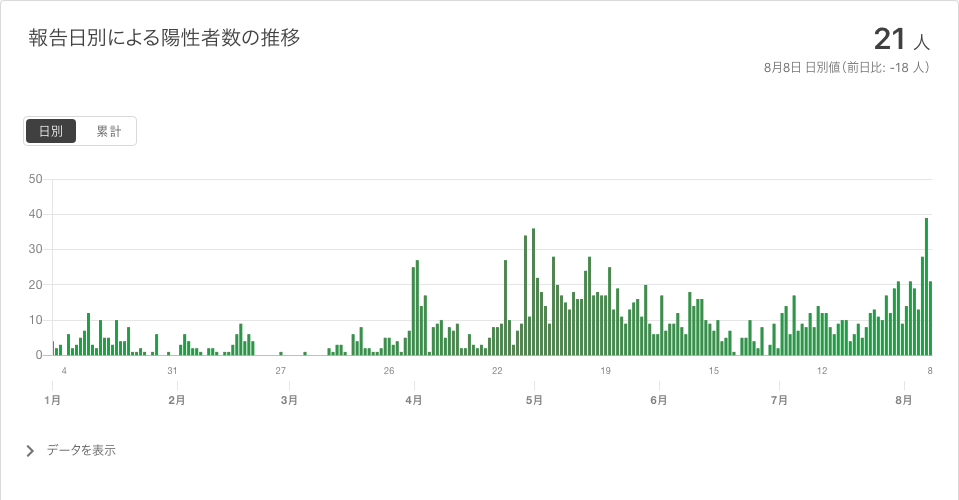 報告日別による陽性者数の推移
21 人
8月8日 日別値（前日比: -18 人）
日別 累計
50
40
30
20
10
0
4 31 27 26 22 19 15 12 8
1月 2月 3月 4月 5月 6月 7月 8月
データを表示